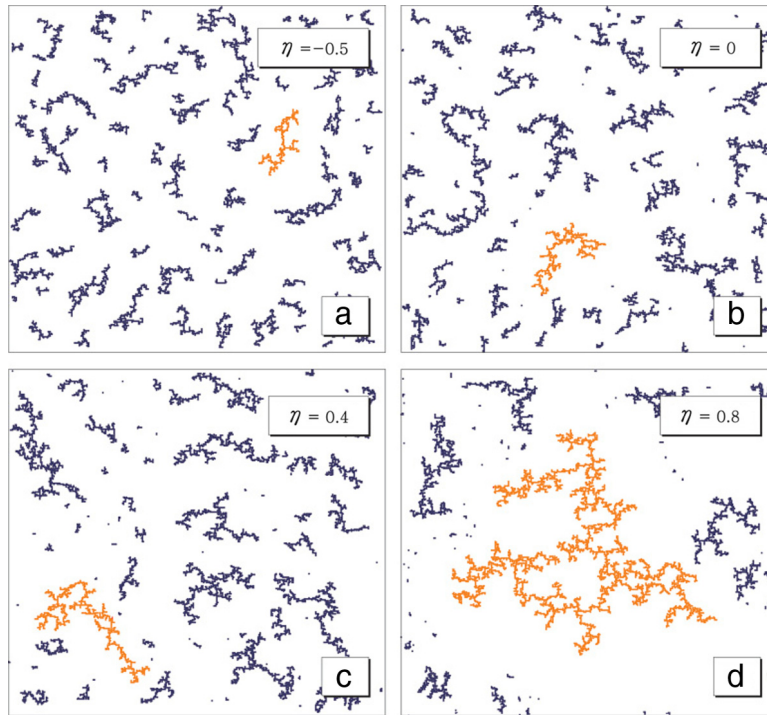 η = −0.5
a
η = 0
b
η = 0.4
c
η = 0.8
d